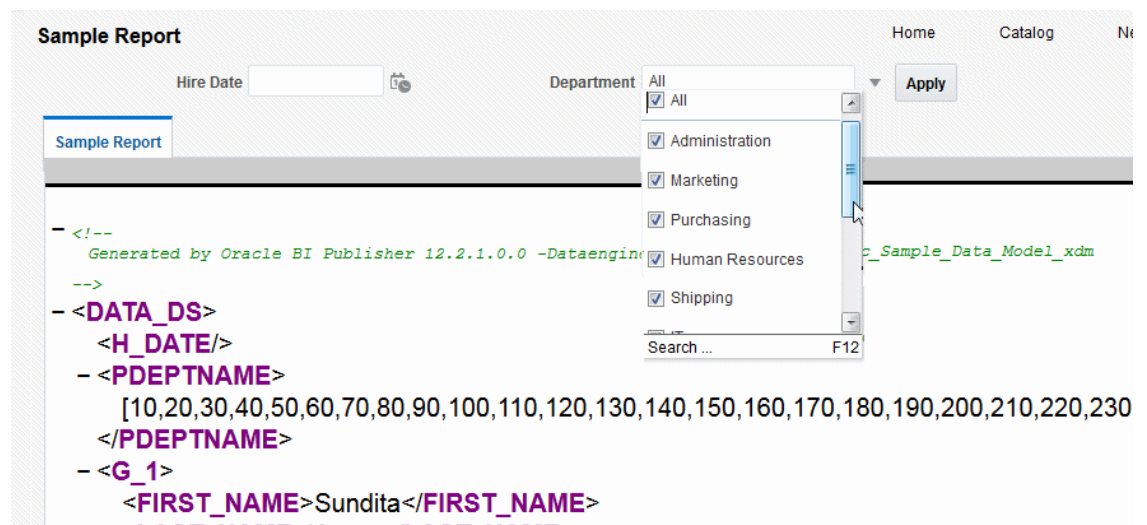 Sample Report Home Catalog Ne
Hire Date Department All Apply
All
Sample Report
Administration
Marketing
Purchasing
Human Resources
Shipping
Search ... F12
− <!--
Generated by Oracle BI Publisher 12.2.1.0.0 -Dataengin c_Sample_Data_Model_xdm
-->
− <DATA_DS>
<H_DATE/>
− <PDEPTNAME>
[10,20,30,40,50,60,70,80,90,100,110,120,130,140,150,160,170,180,190,200,210,220,230
</PDEPTNAME>
− <G_1>
<FIRST_NAME>Sundita</FIRST_NAME>